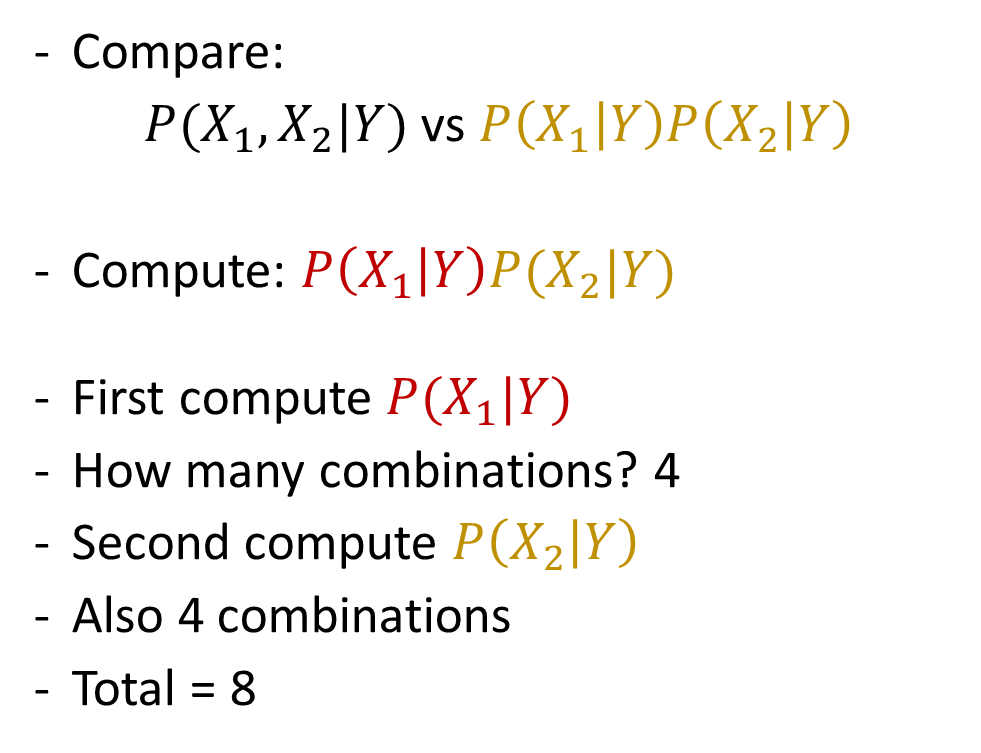 - Compare:
P(X₁, X₂|Y) vs P(X₁|Y)P(X₂|Y)
- Compute: P(X₁|Y)P(X₂|Y)
- First compute P(X₁|Y)
- How many combinations? 4
- Second compute P(X₂|Y)
- Also 4 combinations
- Total = 8